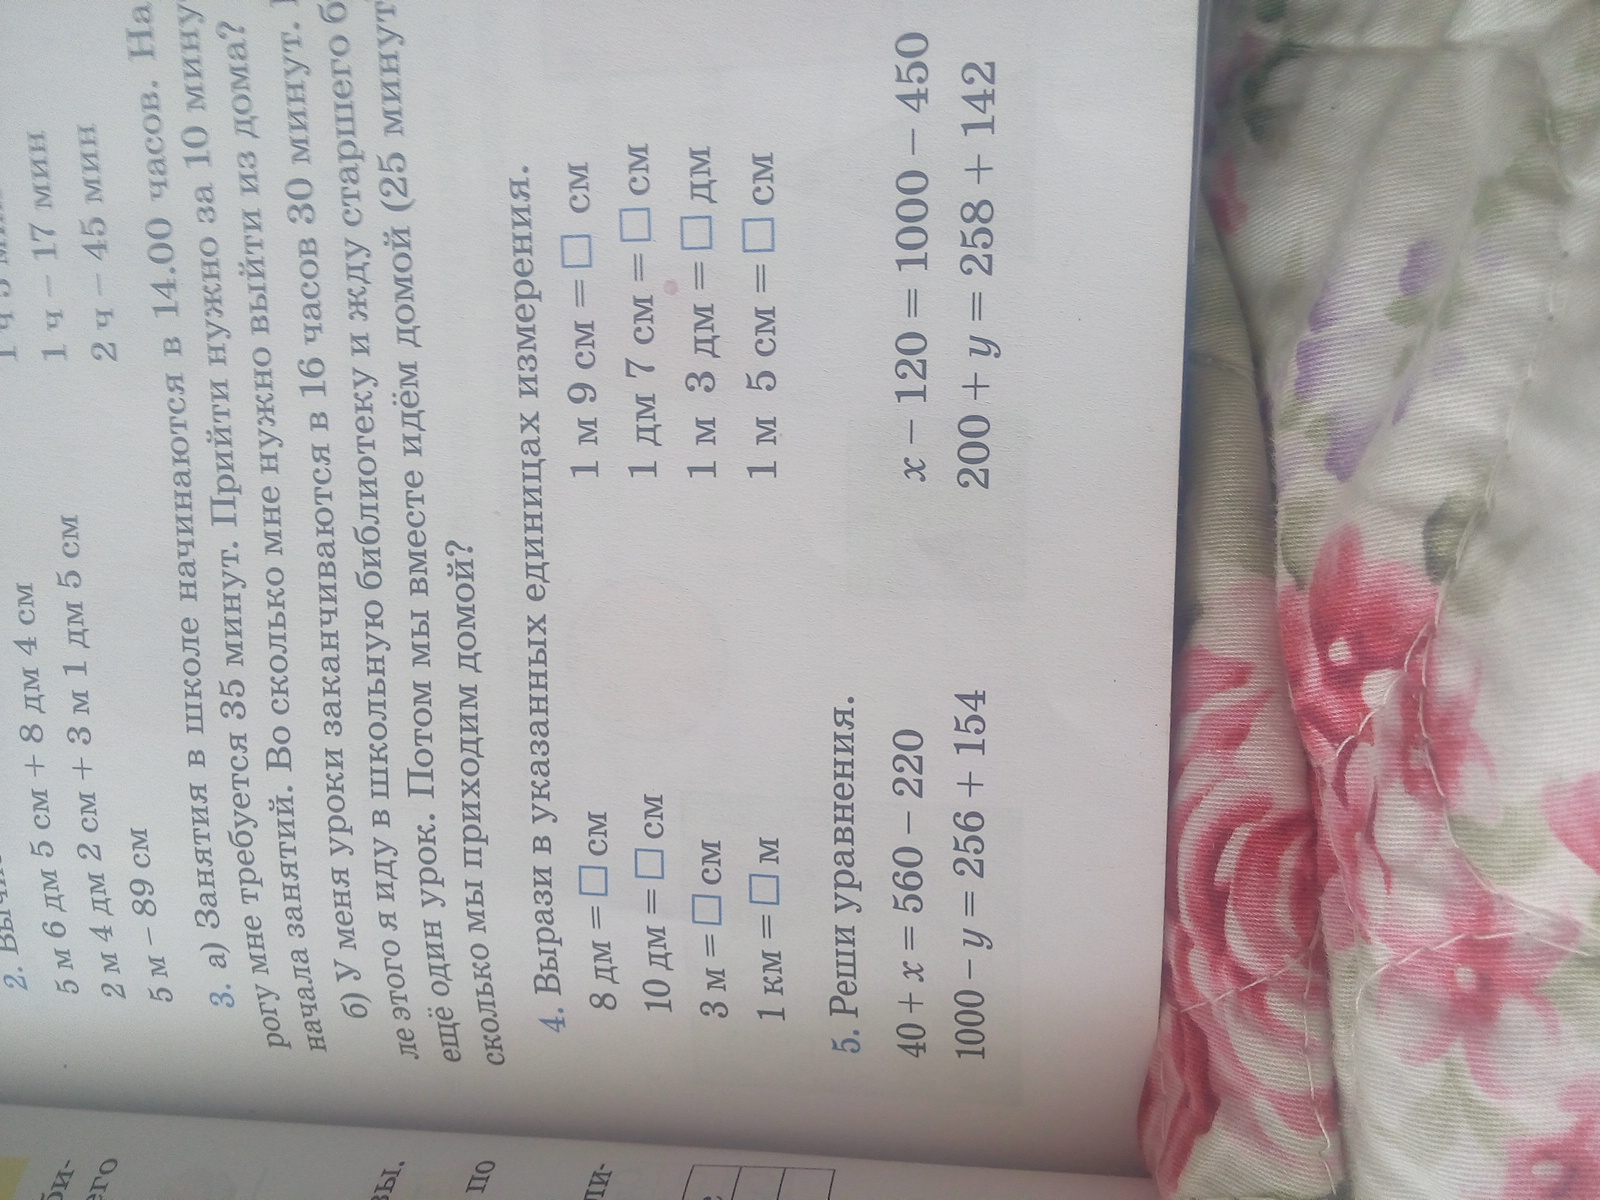 2.
5 м 6 дм 5 см + 8 дм 4 см
1 ч – 17 мин
2 м 4 дм 2 см + 3 м 1 дм 5 см
2 ч – 45 мин
5 м – 89 см
3. а) Занятия в школе начинаются в 14.00 часов. На
рогу мне требуется 35 минут. Прийти нужно за 10
начала занятий. Во сколько мне нужно выйти из дома?
б) У меня уроки заканчиваются в 16 часов 30 минут.
ле этого я иду в школьную библиотеку и жду старшего
ещё один урок. Потом мы вместе идём домой (25 минут
сколько мы приходим домой?
4. Вырази в указанных единицах измерения.
8 дм = □ см
1 м 9 см = □ см
10 дм = □ см
1 дм 7 см = □ см
3 м = □ см
1 м 3 дм = □ дм
1 км = □ м
1 м 5 см = □ см
5. Реши уравнения.
40 + x = 560 – 220
x – 120 = 1000 – 450
1000 – y = 256 + 154
200 + y = 258 + 142
его
по